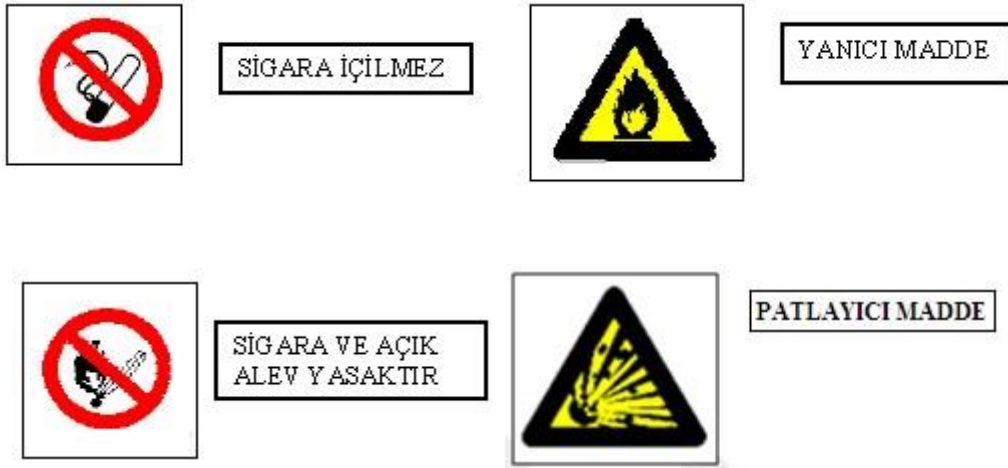 SİGARA İÇİLMEZ
YANICI MADDE
SİGARA VE AÇIK
ALEV YASAKTIR
PATLAYICI MADDE